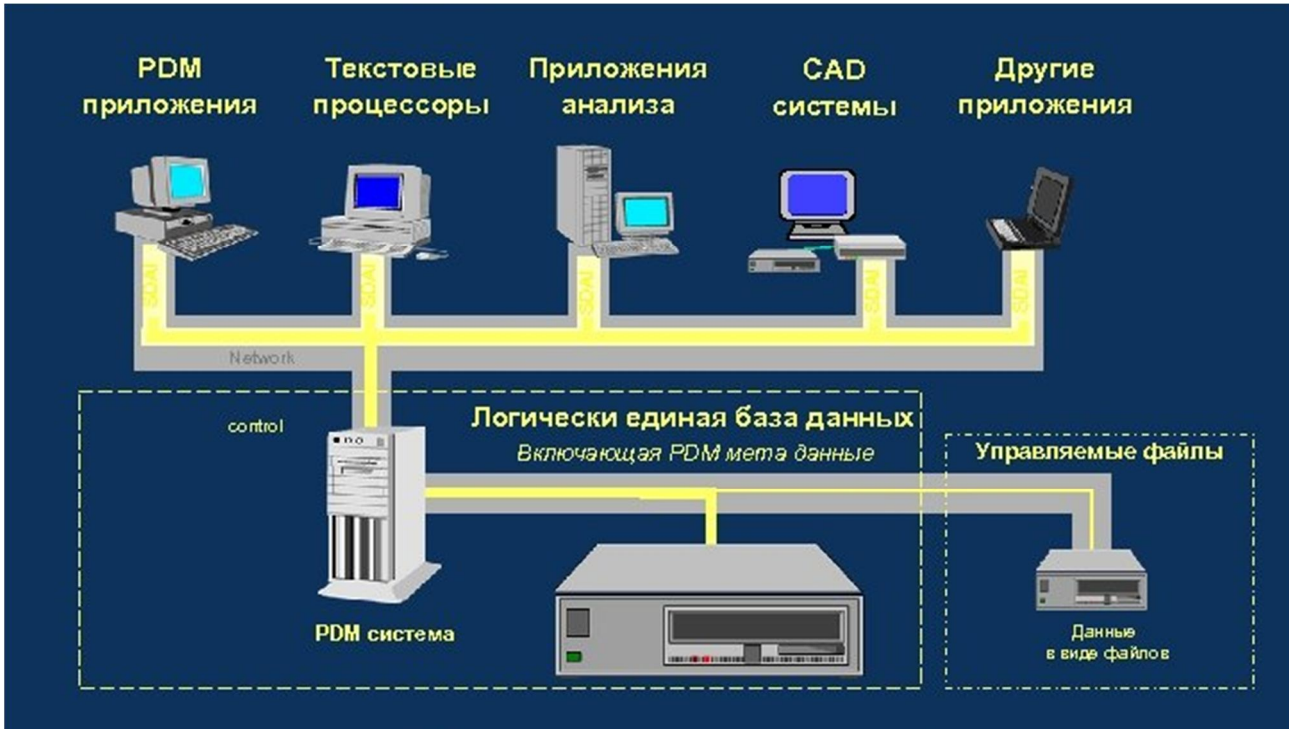 PDM
приложения
Текстовые
процессоры
Приложения
анализа
CAD
системы
Другие
приложения
SDAI
SDAI
SDAI
SDAI
SDAI
Network
control
Логически единая база данных
Включающая PDM мета данные
Управляемые файлы
PDM система
Данные
в виде файлов